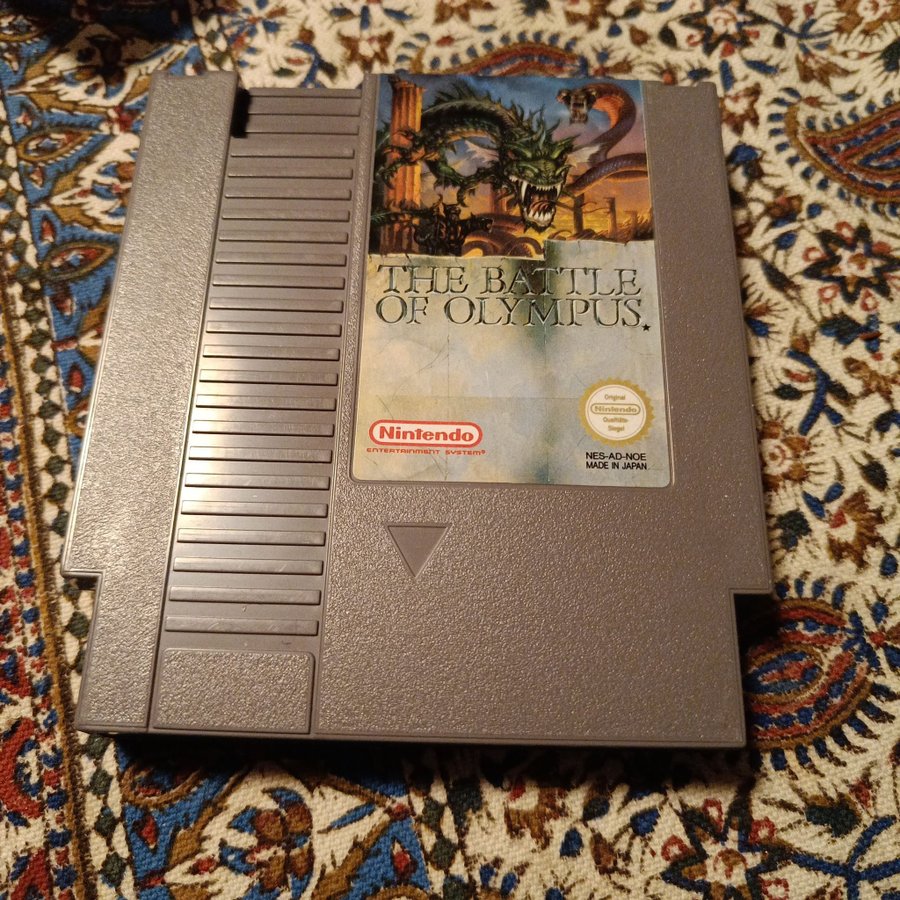 THE BATTLE
OF OLYMPUS
Nintendo
ENTERTAINMENT SYSTEM®
Original
Nintendo
Qualitäts-
Siegel
NES-AD-NOE
MADE IN JAPAN